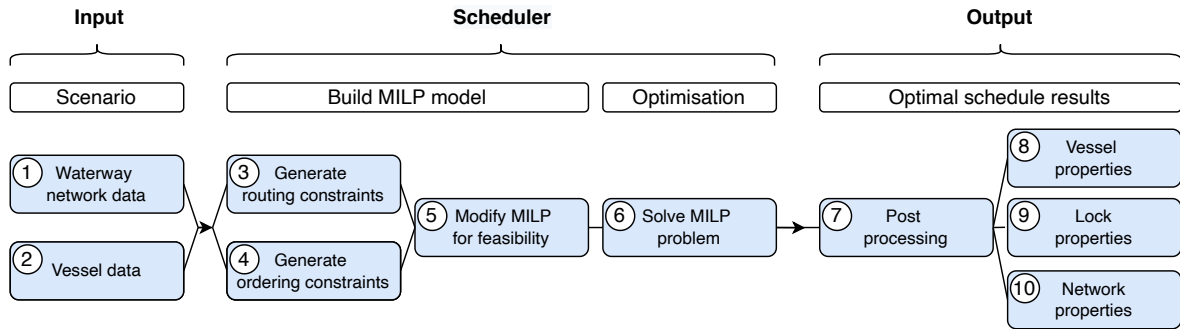 Input
Scheduler
Output
Scenario
Build MILP model
Optimisation
Optimal schedule results
1
Waterway
network data
2
Vessel data
3
Generate
routing constraints
4
Generate
ordering constraints
5
Modify MILP
for feasibility
6
Solve MILP
problem
7
Post
processing
8
Vessel
properties
9
Lock
properties
10
Network
properties